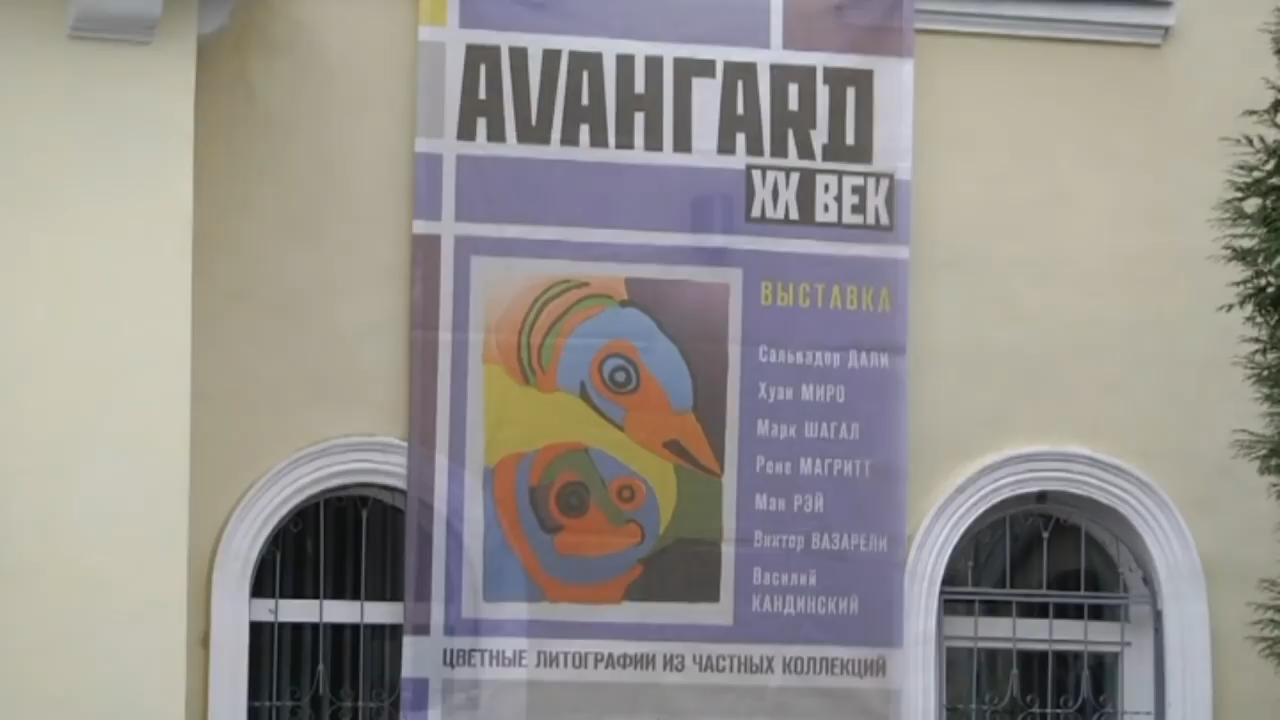 AVАНГАRD
XX ВЕК
ВЫСТАВКА
Сальвадор ДАЛИ
Хуан МИРО
Марк ШАГАЛ
Рене МАГРИТТ
Ман РЭЙ
Виктор ВАЗАРЕЛИ
Василий
КАНДИНСКИЙ
ЦВЕТНЫЕ ЛИТОГРАФИИ ИЗ ЧАСТНЫХ КОЛЛЕКЦИЙ